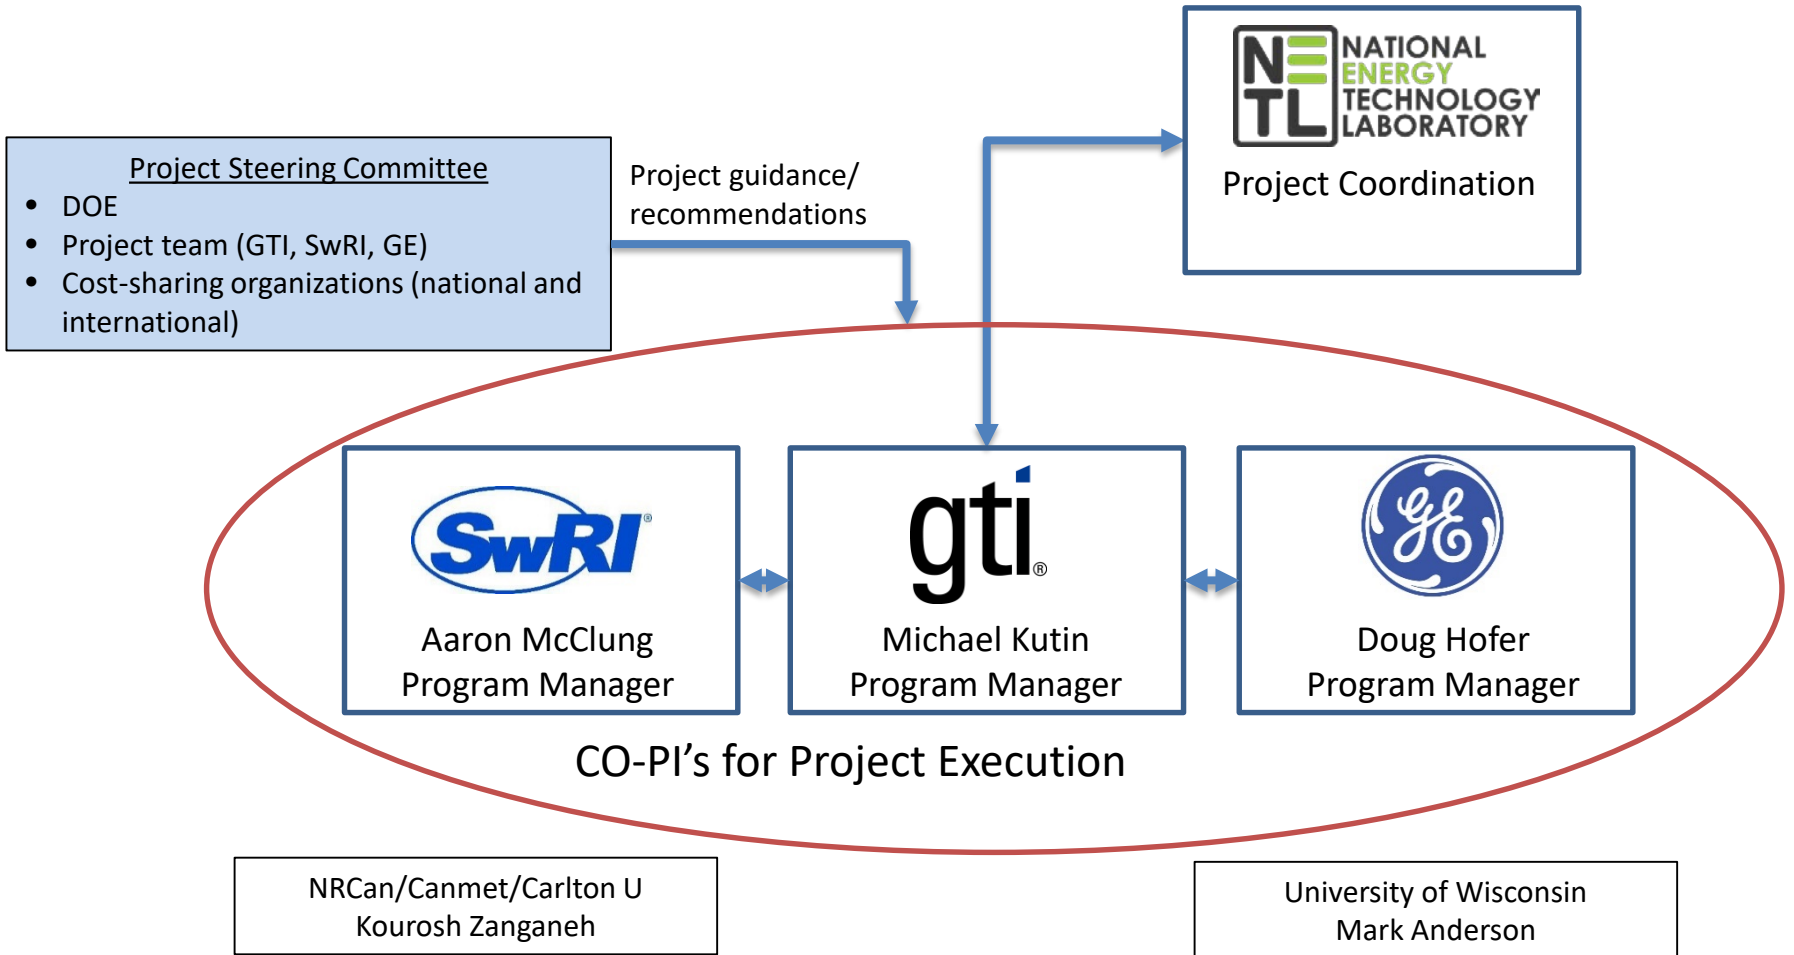 NETL NATIONAL
ENERGY
TECHNOLOGY
LABORATORY
Project Coordination
Project Steering Committee
• DOE
• Project team (GTI, SwRI, GE)
• Cost-sharing organizations (national and
international)
Project guidance/
recommendations
SwRI®
Aaron McClung
Program Manager
gti®
Michael Kutin
Program Manager
GE
Doug Hofer
Program Manager
CO-PI’s for Project Execution
NRCan/Canmet/Carlton U
Kourosh Zanganeh
University of Wisconsin
Mark Anderson